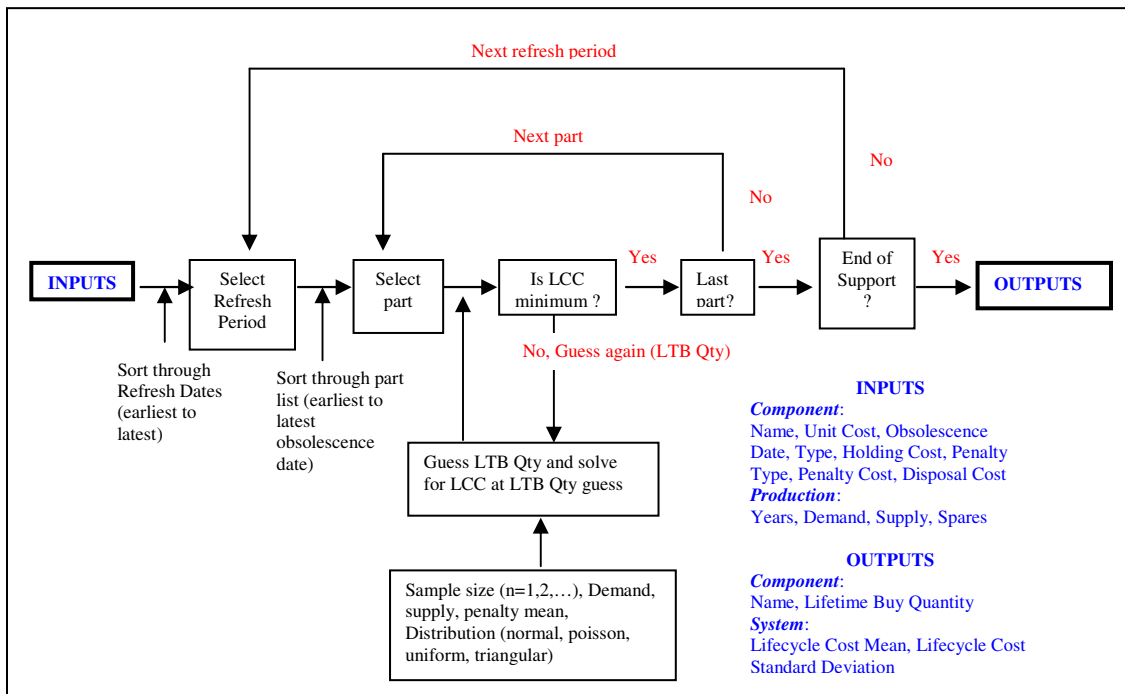 Next refresh period
Next part
No
No
INPUTS
Select
Refresh
Period
Select
part
Is LCC
minimum ?
Yes
Last
part?
Yes
End of
Support
?
Yes
OUTPUTS
No, Guess again (LTB Qty)
Sort through
Refresh Dates
(earliest to
latest)
Sort through part
list (earliest to
latest
obsolescence
date)
Guess LTB Qty and solve
for LCC at LTB Qty guess
Sample size (n=1,2,…), Demand,
supply, penalty mean,
Distribution (normal, poisson,
uniform, triangular)
INPUTS
Component:
Name, Unit Cost, Obsolescence
Date, Type, Holding Cost, Penalty
Type, Penalty Cost, Disposal Cost
Production:
Years, Demand, Supply, Spares
OUTPUTS
Component:
Name, Lifetime Buy Quantity
System:
Lifecycle Cost Mean, Lifecycle Cost
Standard Deviation